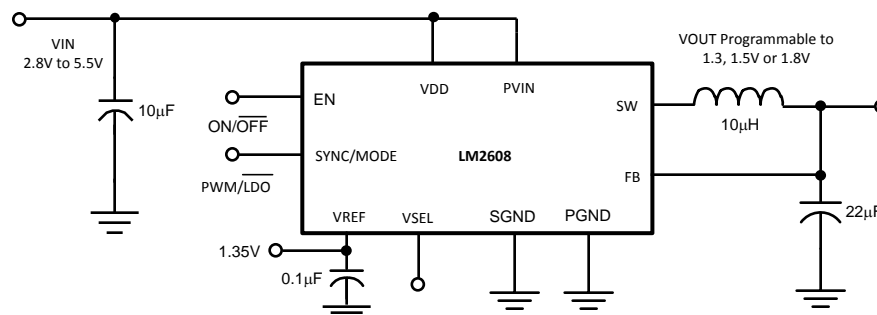 VIN
2.8V to 5.5V
10μF
EN
ON/OFF
SYNC/MODE
PWM/LDO
VDD
PVIN
LM2608
SW
FB
VREF
VSEL
SGND
PGND
1.35V
0.1μF
VOUT Programmable to
1.3, 1.5V or 1.8V
10μH
22μF